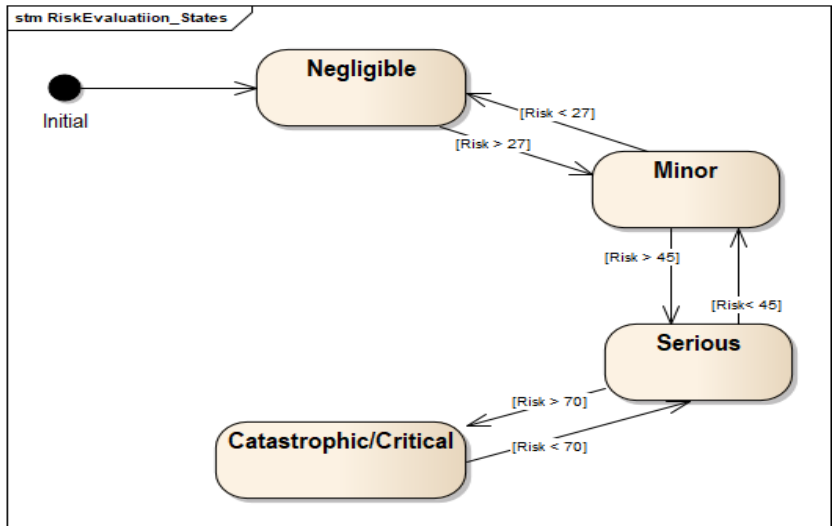 stm RiskEvaluatiion_States
Negligible
Initial
[Risk < 27]
[Risk > 27]
Minor
[Risk > 45]
[Risk< 45]
Serious
[Risk > 70]
Catastrophic/Critical
[Risk < 70]